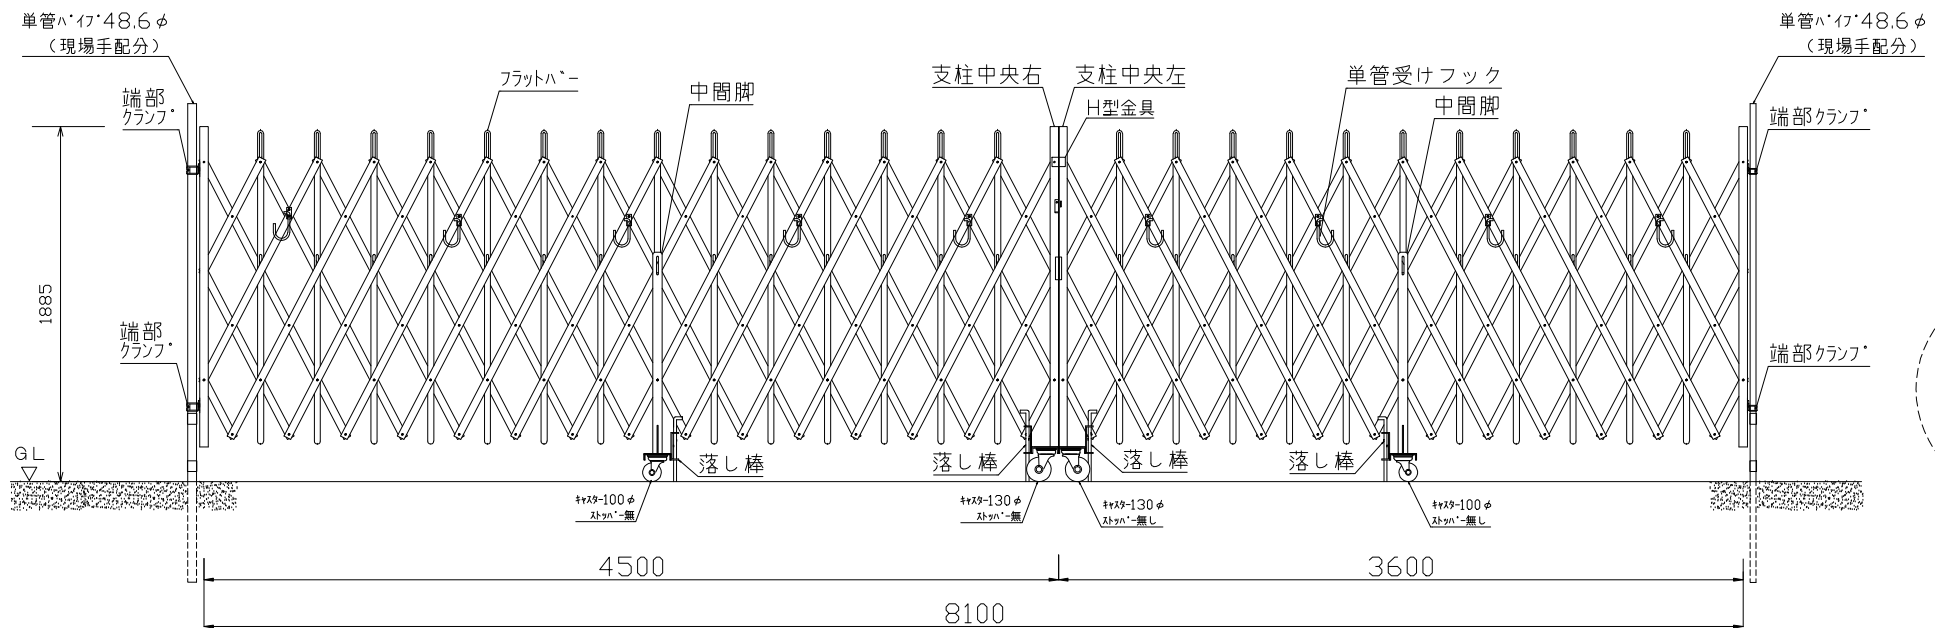 単管パイプ48.6φ
(現場手配分)
端部
クランプ
フラットバー
中間脚
支柱中央右
支柱中央左
H型金具
単管受けフック
中間脚
単管パイプ48.6φ
(現場手配分)
端部クランプ
1885
端部
クランプ
端部クランプ
GL
落し棒
落し棒
落し棒
落し棒
キャスター100φ
ストッパー無
キャスター130φ
ストッパー無
キャスター130φ
ストッパー無し
キャスター100φ
ストッパー無し
4500
3600
8100